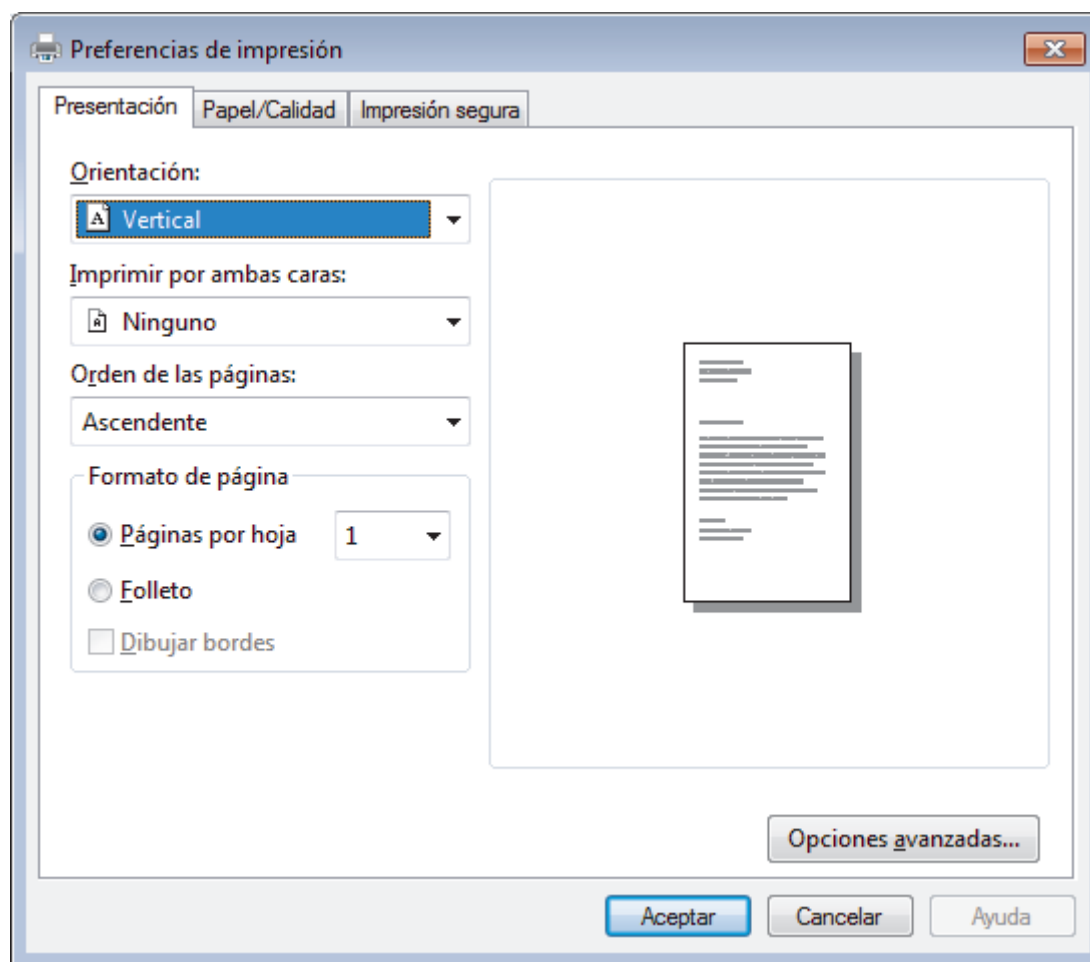 Preferencias de impresión
Presentación Papel/Calidad Impresión segura
Orientación:
Vertical
Imprimir por ambas caras:
Ninguno
Orden de las páginas:
Ascendente
Formato de página
Páginas por hoja 1
Folleto
Dibujar bordes
Opciones avanzadas...
Aceptar Cancelar Ayuda